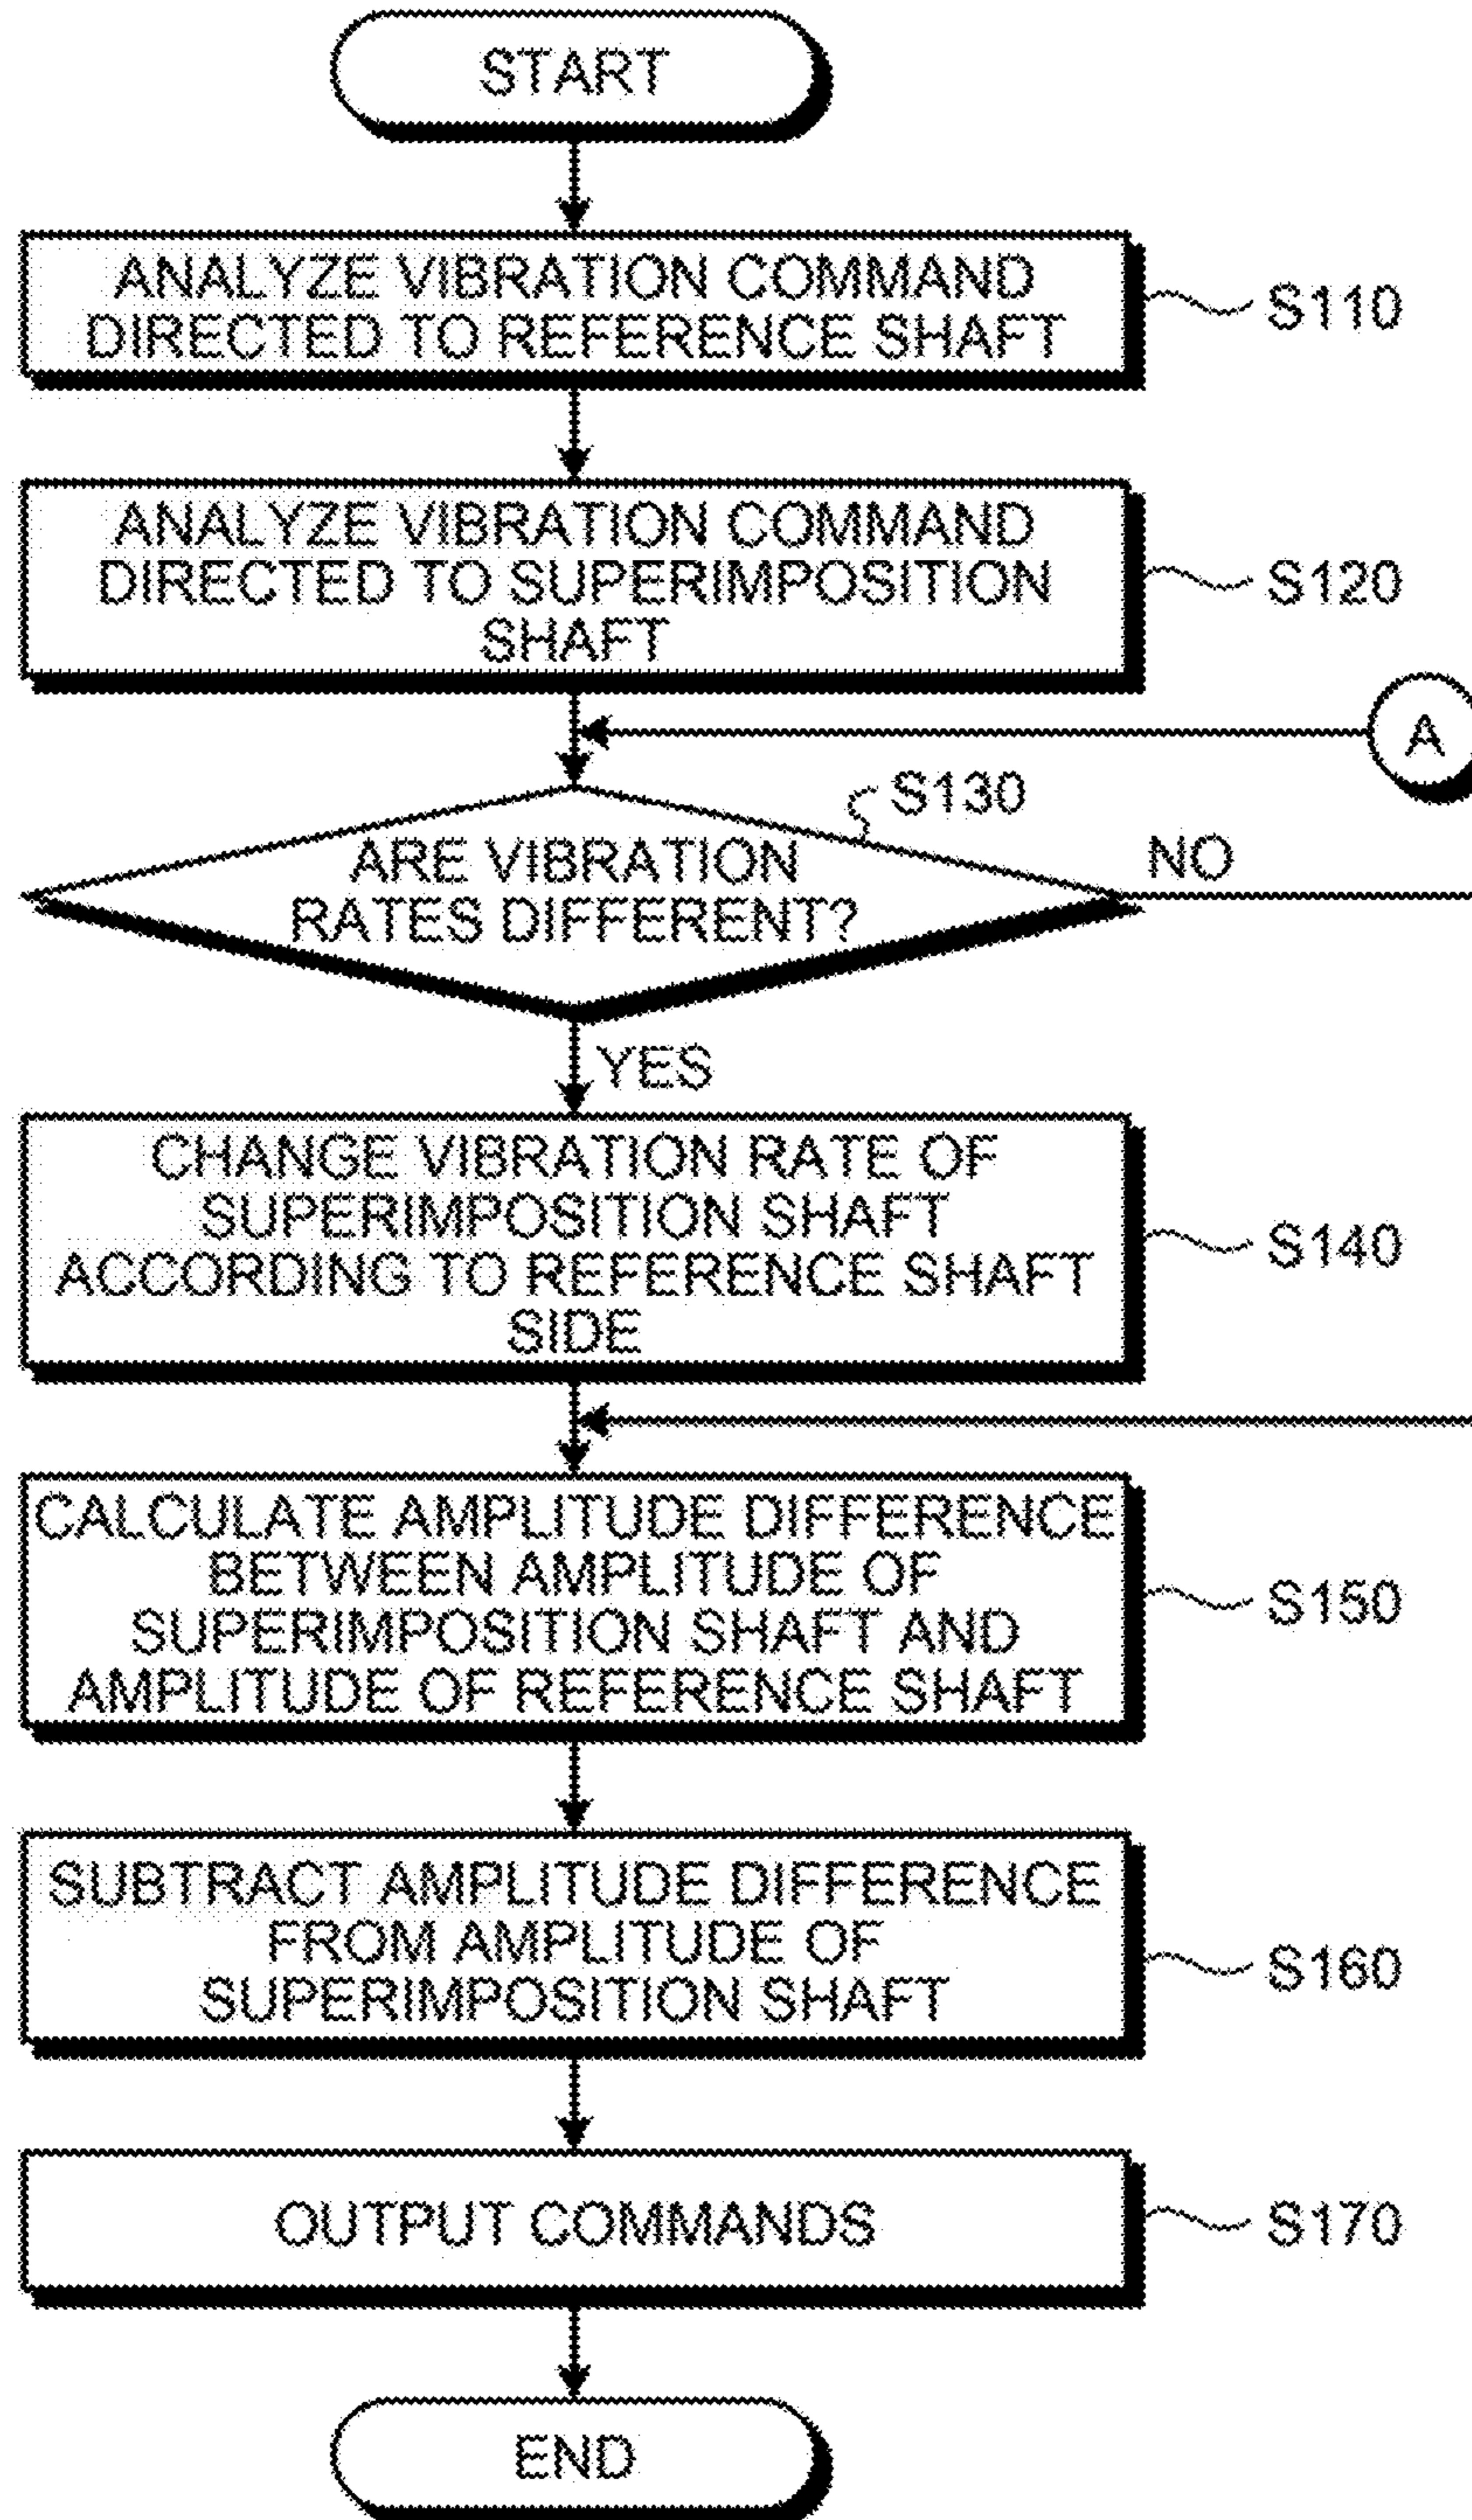 START
ANALYZE VIBRATION COMMAND
DIRECTED TO REFERENCE SHAFT
S110
ANALYZE VIBRATION COMMAND
DIRECTED TO SUPERIMPOSITION
SHAFT
S120
A
S130
ARE VIBRATION
RATES DIFFERENT?
NO
YES
CHANGE VIBRATION RATE OF
SUPERIMPOSITION SHAFT
ACCORDING TO REFERENCE SHAFT
SIDE
S140
CALCULATE AMPLITUDE DIFFERENCE
BETWEEN AMPLITUDE OF
SUPERIMPOSITION SHAFT AND
AMPLITUDE OF REFERENCE SHAFT
S150
SUBTRACT AMPLITUDE DIFFERENCE
FROM AMPLITUDE OF
SUPERIMPOSITION SHAFT
S160
OUTPUT COMMANDS
S170
END